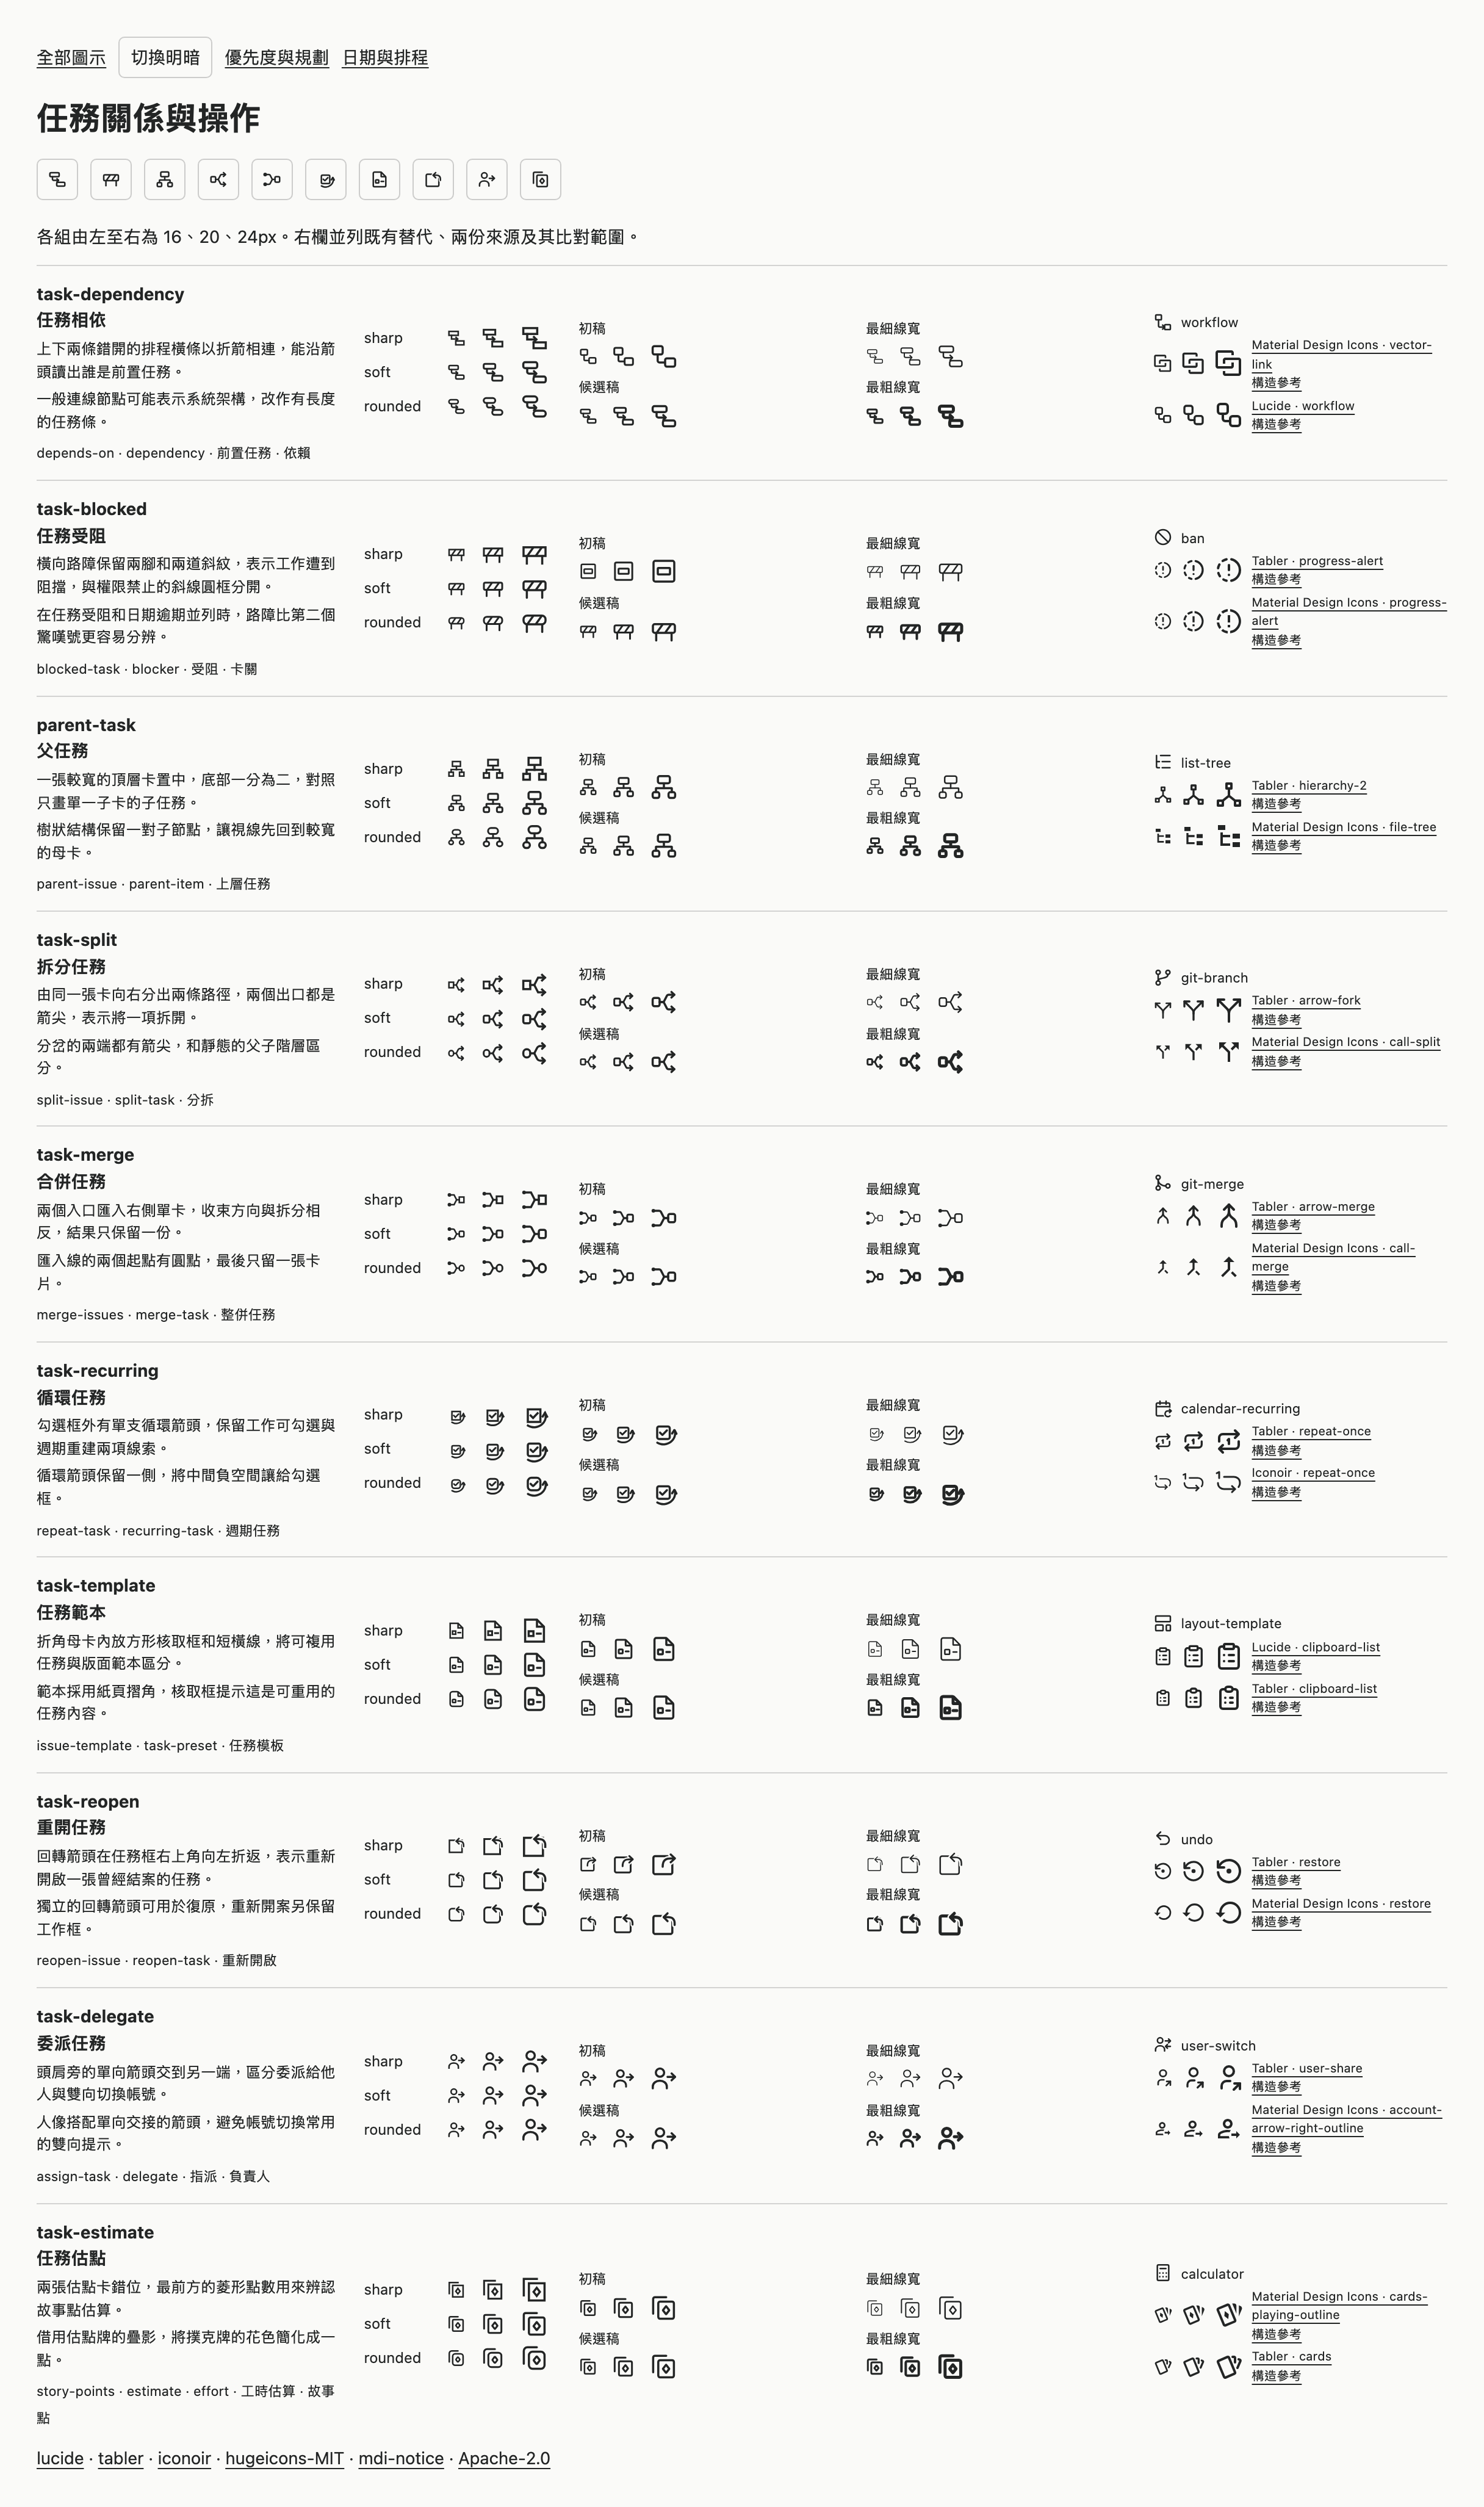 全部圖示 切換明暗 優先度與規劃 日期與排程
任務關係與操作
各組由左至右為 16、20、24px。右欄並列既有替代、兩份來源及其比對範圍。
task-dependency
任務相依
上下兩條錯開的排程橫條以折箭相連，能沿箭
頭讀出誰是前置任務。
一般連線節點可能表示系統架構，改作有長度
的任務條。
depends-on · dependency · 前置任務 · 依賴
sharp
soft
rounded
初稿
候選稿
最細線寬
最粗線寬
workflow
Material Design Icons · vector-
link
構造參考
Lucide · workflow
構造參考
task-blocked
任務受阻
橫向路障保留兩腳和兩道斜紋，表示工作遭到
阻擋，與權限禁止的斜線圓框分開。
在任務受阻和日期逾期並列時，路障比第二個
驚嘆號更容易分辨。
blocked-task · blocker · 受阻 · 卡關
sharp
soft
rounded
初稿
候選稿
最細線寬
最粗線寬
ban
Tabler · progress-alert
構造參考
Material Design Icons · progress-
alert
構造參考
parent-task
父任務
一張較寬的頂層卡置中，底部一分為二，對照
只畫單一子卡的子任務。
樹狀結構保留一對子節點，讓視線先回到較寬
的母卡。
parent-issue · parent-item · 上層任務
sharp
soft
rounded
初稿
候選稿
最細線寬
最粗線寬
list-tree
Tabler · hierarchy-2
構造參考
Material Design Icons · file-tree
構造參考
task-split
拆分任務
由同一張卡向右分出兩條路徑，兩個出口都是
箭尖，表示將一項拆開。
分岔的兩端都有箭尖，和靜態的父子階層區
分。
split-issue · split-task · 分拆
sharp
soft
rounded
初稿
候選稿
最細線寬
最粗線寬
git-branch
Tabler · arrow-fork
構造參考
Material Design Icons · call-split
構造參考
task-merge
合併任務
兩個入口匯入右側單卡，收束方向與拆分相
反，結果只保留一份。
匯入線的兩個起點有圓點，最後只留一張卡
片。
merge-issues · merge-task · 整併任務
sharp
soft
rounded
初稿
候選稿
最細線寬
最粗線寬
git-merge
Tabler · arrow-merge
構造參考
Material Design Icons · call-
merge
構造參考
task-recurring
循環任務
勾選框外有單支循環箭頭，保留工作可勾選與
週期重建兩項線索。
循環箭頭保留一側，將中間負空間讓給勾選
框。
repeat-task · recurring-task · 週期任務
sharp
soft
rounded
初稿
候選稿
最細線寬
最粗線寬
calendar-recurring
Tabler · repeat-once
構造參考
Iconoir · repeat-once
構造參考
task-template
任務範本
折角母卡內放方形核取框和短橫線，將可複用
任務與版面範本區分。
範本採用紙頁摺角，核取框提示這是可重用的
任務內容。
issue-template · task-preset · 任務模板
sharp
soft
rounded
初稿
候選稿
最細線寬
最粗線寬
layout-template
Lucide · clipboard-list
構造參考
Tabler · clipboard-list
構造參考
task-reopen
重開任務
回轉箭頭在任務框右上角向左折返，表示重新
開啟一張曾經結案的任務。
獨立的回轉箭頭可用於復原，重新開案另保留
工作框。
reopen-issue · reopen-task · 重新開啟
sharp
soft
rounded
初稿
候選稿
最細線寬
最粗線寬
undo
Tabler · restore
構造參考
Material Design Icons · restore
構造參考
task-delegate
委派任務
頭肩旁的單向箭頭交到另一端，區分委派給他
人與雙向切換帳號。
人像搭配單向交接的箭頭，避免帳號切換常用
的雙向提示。
assign-task · delegate · 指派 · 負責人
sharp
soft
rounded
初稿
候選稿
最細線寬
最粗線寬
user-switch
Tabler · user-share
構造參考
Material Design Icons · account-
arrow-right-outline
構造參考
task-estimate
任務估點
兩張估點卡錯位，最前方的菱形點數用來辨認
故事點估算。
借用估點牌的疊影，將撲克牌的花色簡化成一
點。
story-points · estimate · effort · 工時估算 · 故事
點
sharp
soft
rounded
初稿
候選稿
最細線寬
最粗線寬
calculator
Material Design Icons · cards-
playing-outline
構造參考
Tabler · cards
構造參考
lucide · tabler · iconoir · hugeicons-MIT · mdi-notice · Apache-2.0